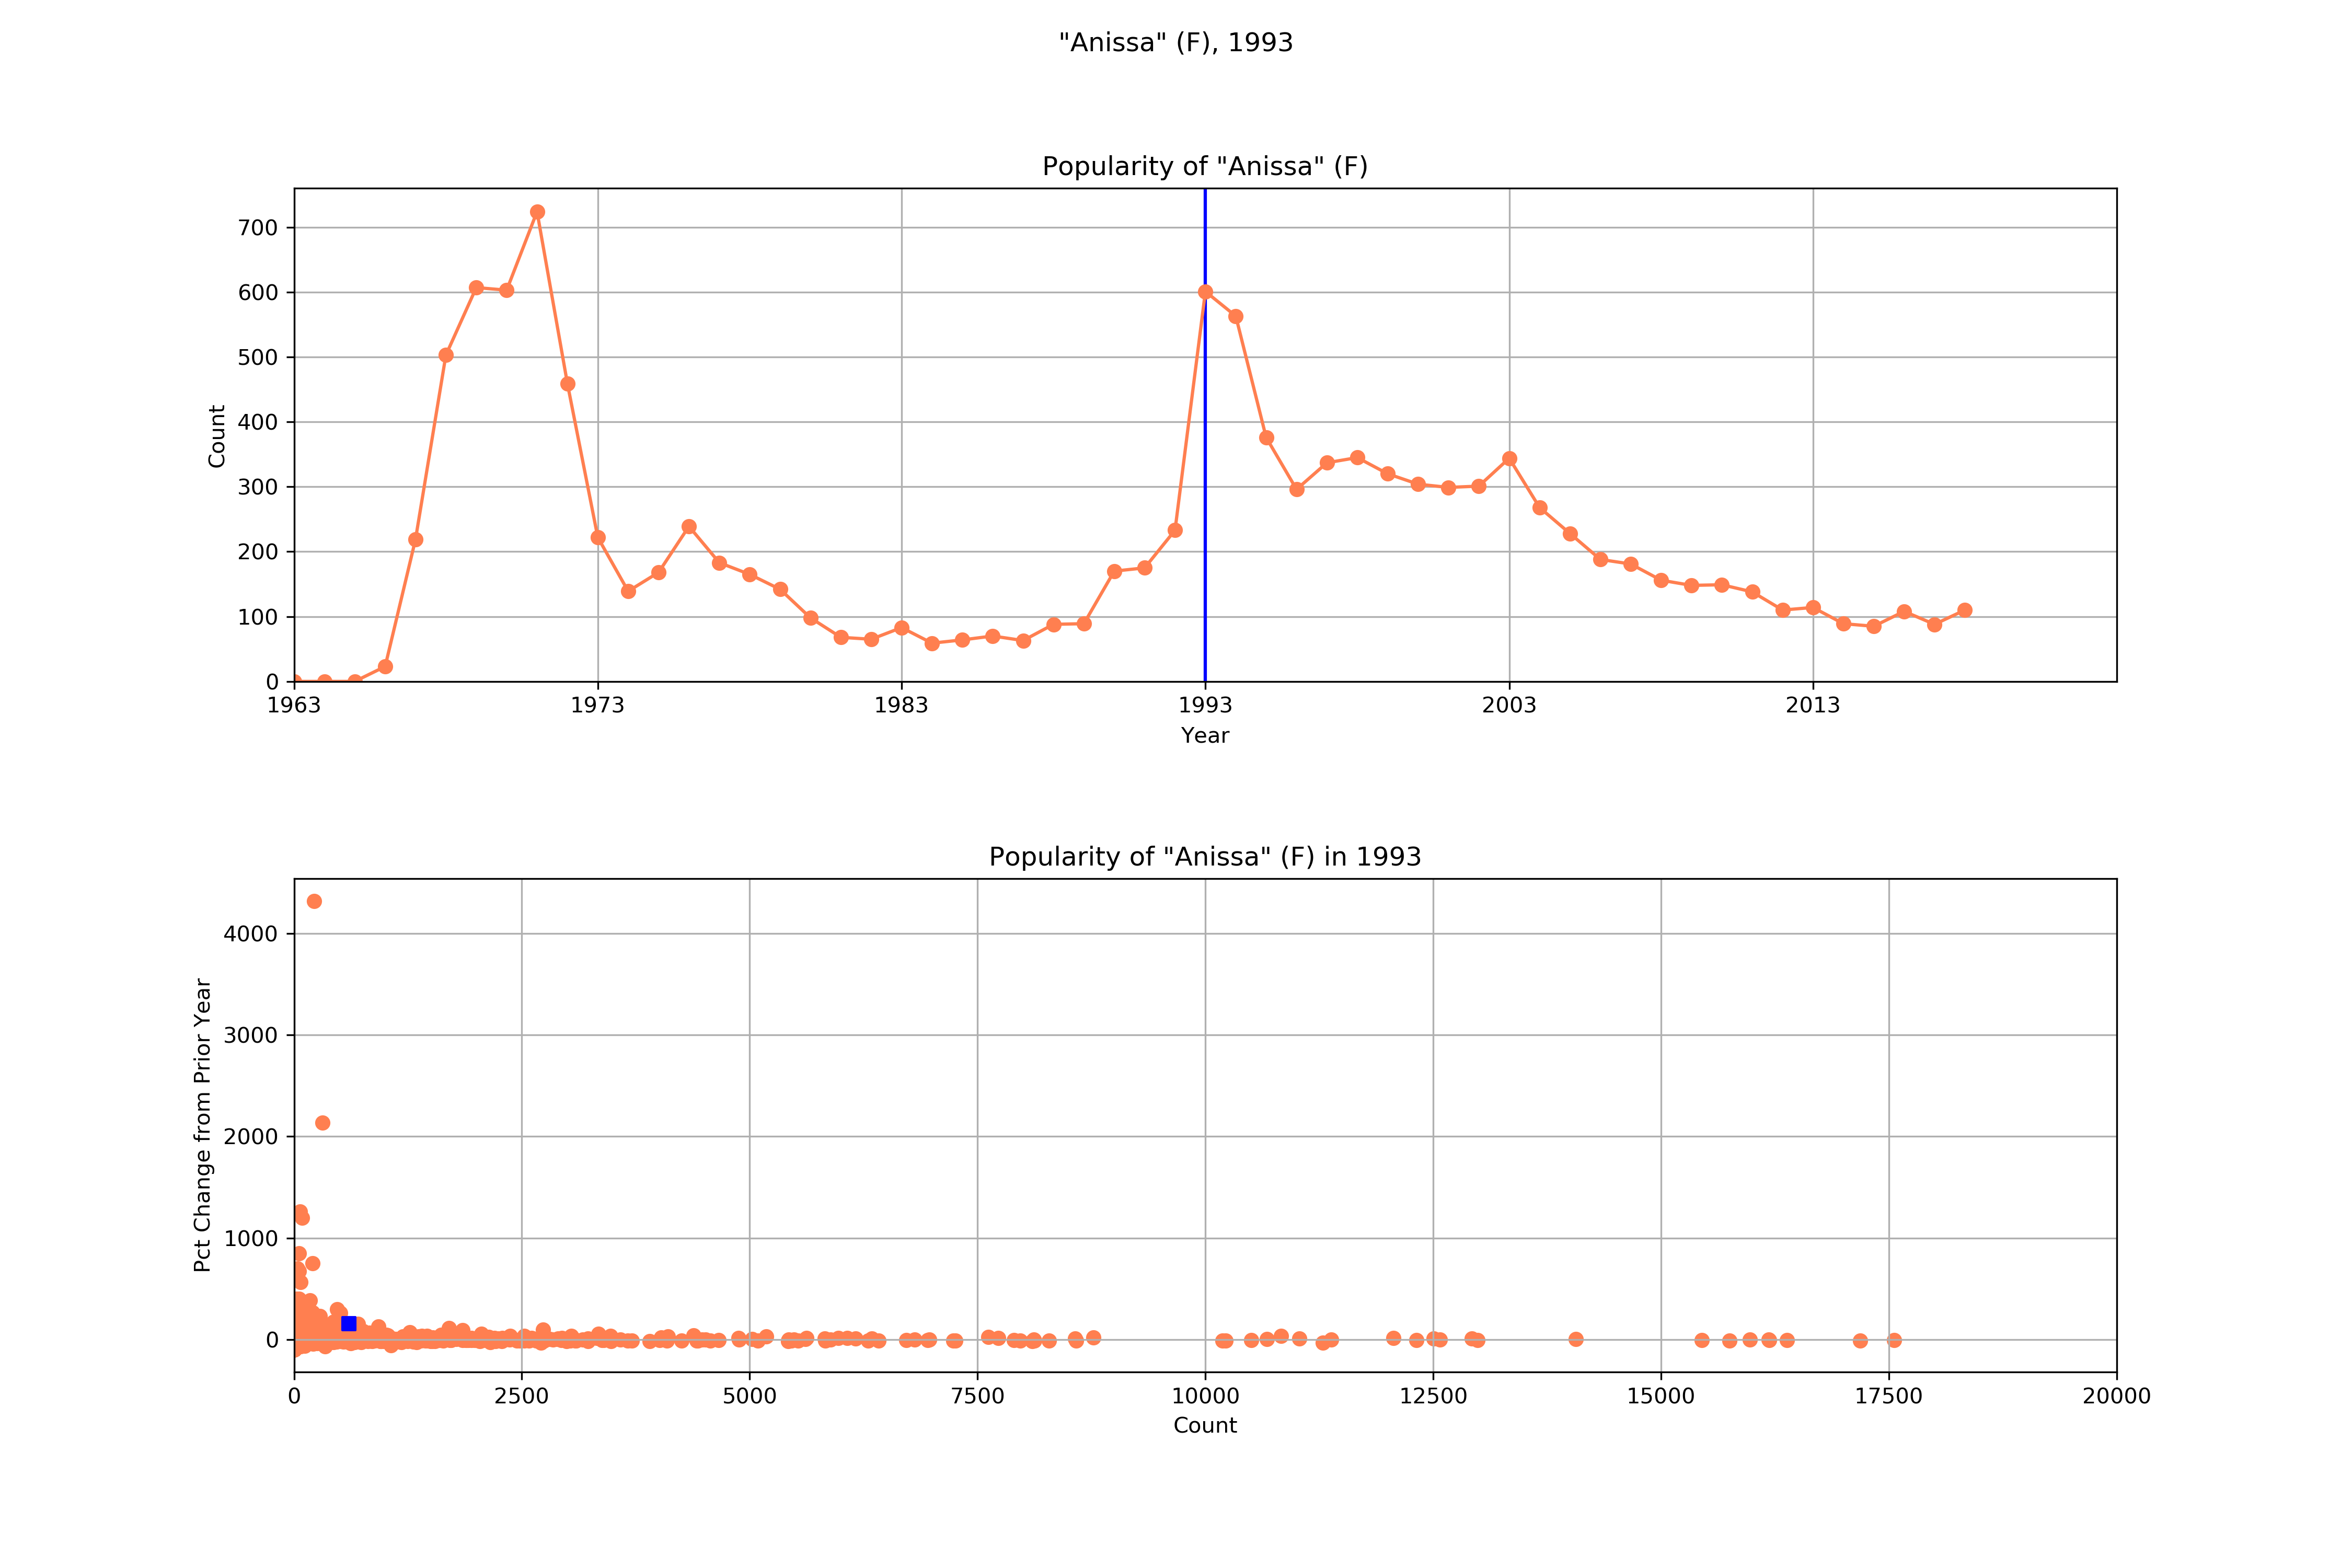 "Anissa" (F), 1993
Popularity of "Anissa" (F)
700
600
500
400
300
200
100
0
Count
1963 1973 1983 1993 2003 2013
Year
Popularity of "Anissa" (F) in 1993
4000
3000
2000
1000
0
Pct Change from Prior Year
0 2500 5000 7500 10000 12500 15000 17500 20000
Count